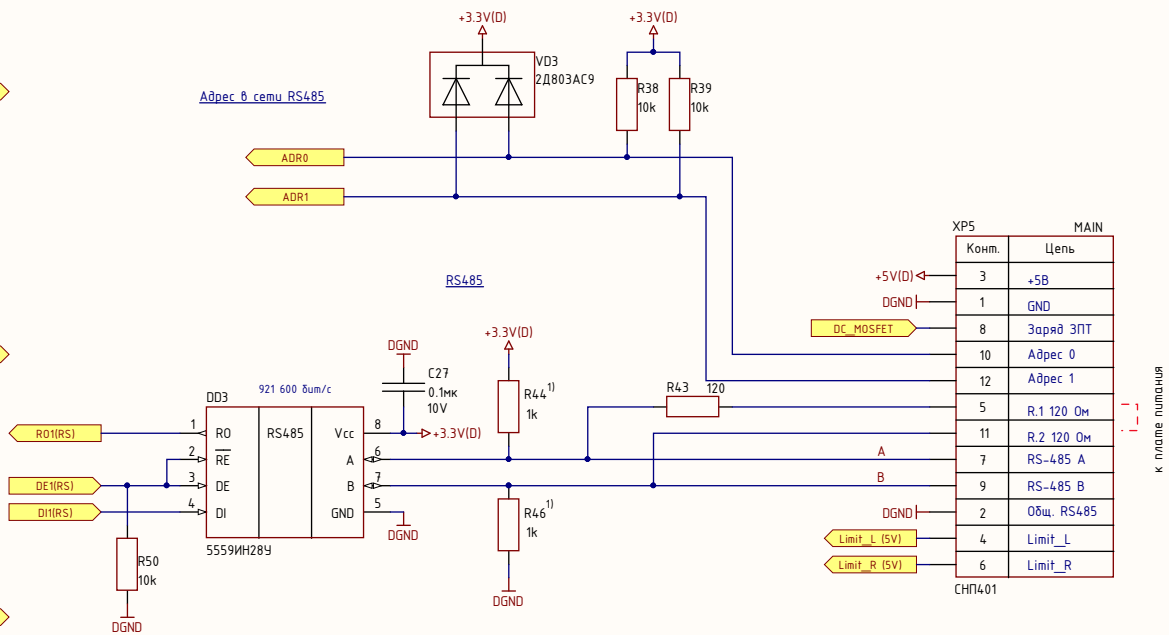 +3.3V(D)
+3.3V(D)
VD3
2Д803АС9
R38
10k
R39
10k
Адрес в сети RS485
ADR0
ADR1
RS485
XP5
MAIN
Конт.
Цепь
+5V(D)
3
+5В
DGND
1
GND
DC_MOSFET
8
Заряд ЗПТ
10
Адрес 0
12
Адрес 1
5
R.1 120 Ом
11
R.2 120 Ом
A
7
RS-485 A
B
9
RS-485 B
DGND
2
Общ. RS485
Limit_L (5V)
4
Limit_L
Limit_R (5V)
6
Limit_R
СНП401
к плате питания
+3.3V(D)
DGND
C27
0.1мк
10V
R44 1)
1k
R43
120
921 600 бит/с
DD3
RO1(RS)
1
RO
RS485
Vcc
8
+3.3V(D)
2
RE
A
6
DE1(RS)
3
DE
B
7
DI1(RS)
4
DI
GND
5
R46 1)
1k
DGND
5559ИН28У
R50
10k
DGND
DGND